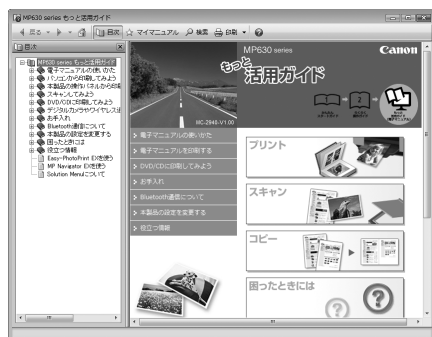 MP630 series もっと活用ガイド
戻る 目次 マイマニュアル 検索 印刷
目次
MP630 series もっと活用ガイド
電子マニュアルの使いかた
パソコンから印刷してみよう
本製品の操作パネルから印刷
スキャンしてみよう
DVD/CDに印刷してみよう
デジタルカメラやワイヤレス通
お手入れ
Bluetooth通信について
本製品の設定を変更する
困ったときには
役立つ情報
Easy-PhotoPrint EXを使う
MP Navigator EXを使う
Solution Menuについて
MP630 series
Canon
もっと
活用ガイド
MC-2948-V1.00
電子マニュアルの使いかた
電子マニュアルを印刷する
DVD/CDに印刷してみよう
お手入れ
Bluetooth通信について
本製品の設定を変更する
役立つ情報
プリント
スキャン
コピー
困ったときには